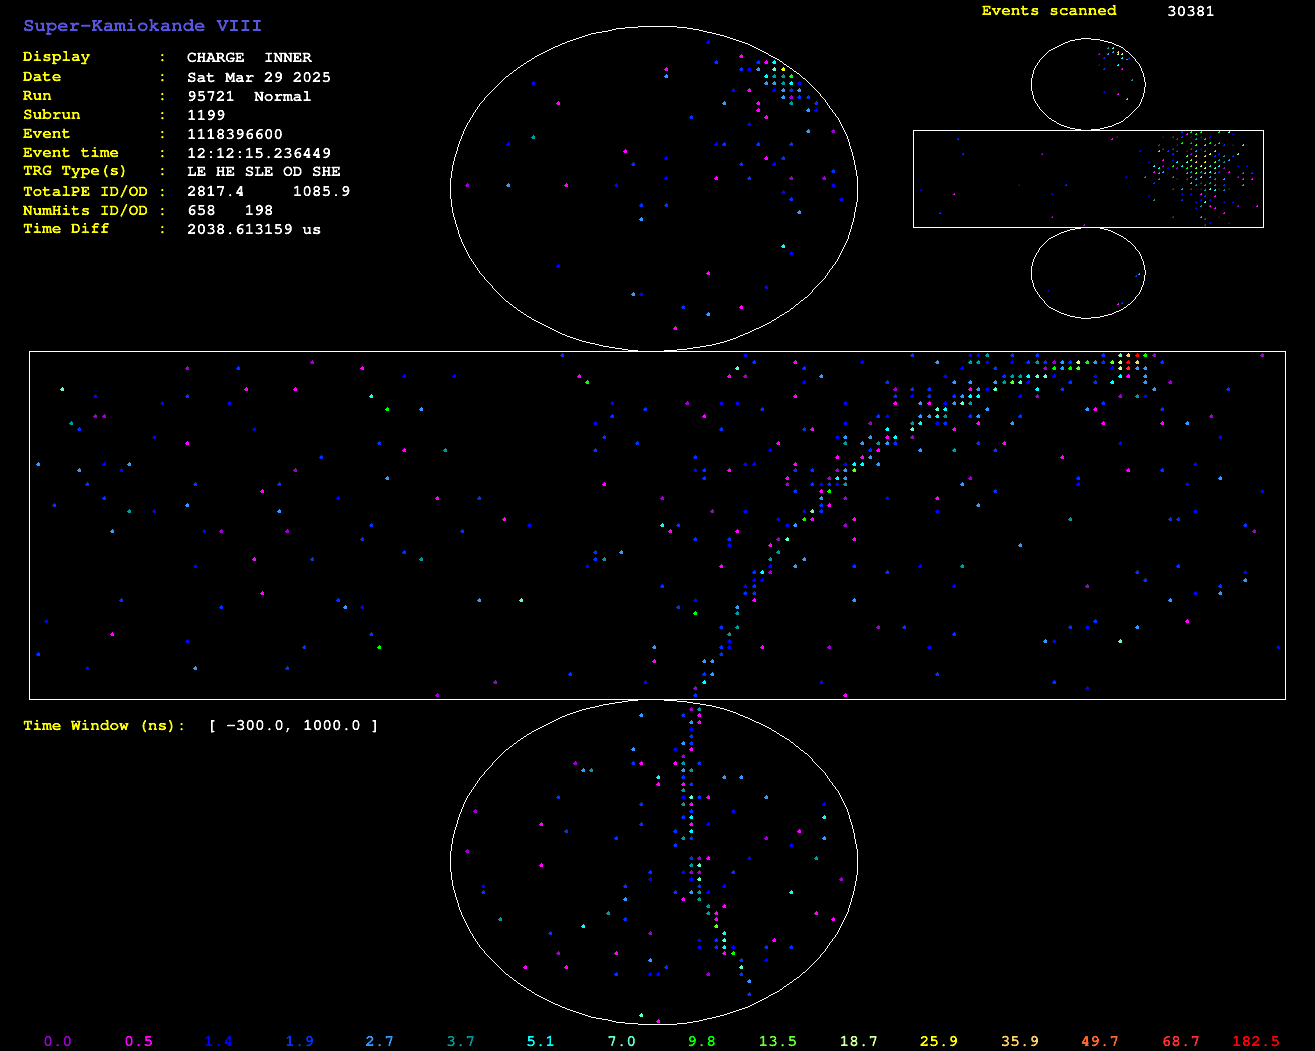 Super-Kamiokande VIII
Display : CHARGE INNER
Date : Sat Mar 29 2025
Run : 95721 Normal
Subrun : 1199
Event : 1118396600
Event time : 12:12:15.236449
TRG Type(s) : LE HE SLE OD SHE
TotalPE ID/OD : 2817.4 1085.9
NumHits ID/OD : 658 198
Time Diff : 2038.613159 us
Events scanned 30381
Time Window (ns): [ -300.0, 1000.0 ]
0.0 0.5 1.4 1.9 2.7 3.7 5.1 7.0 9.8 13.5 18.7 25.9 35.9 49.7 68.7 182.5